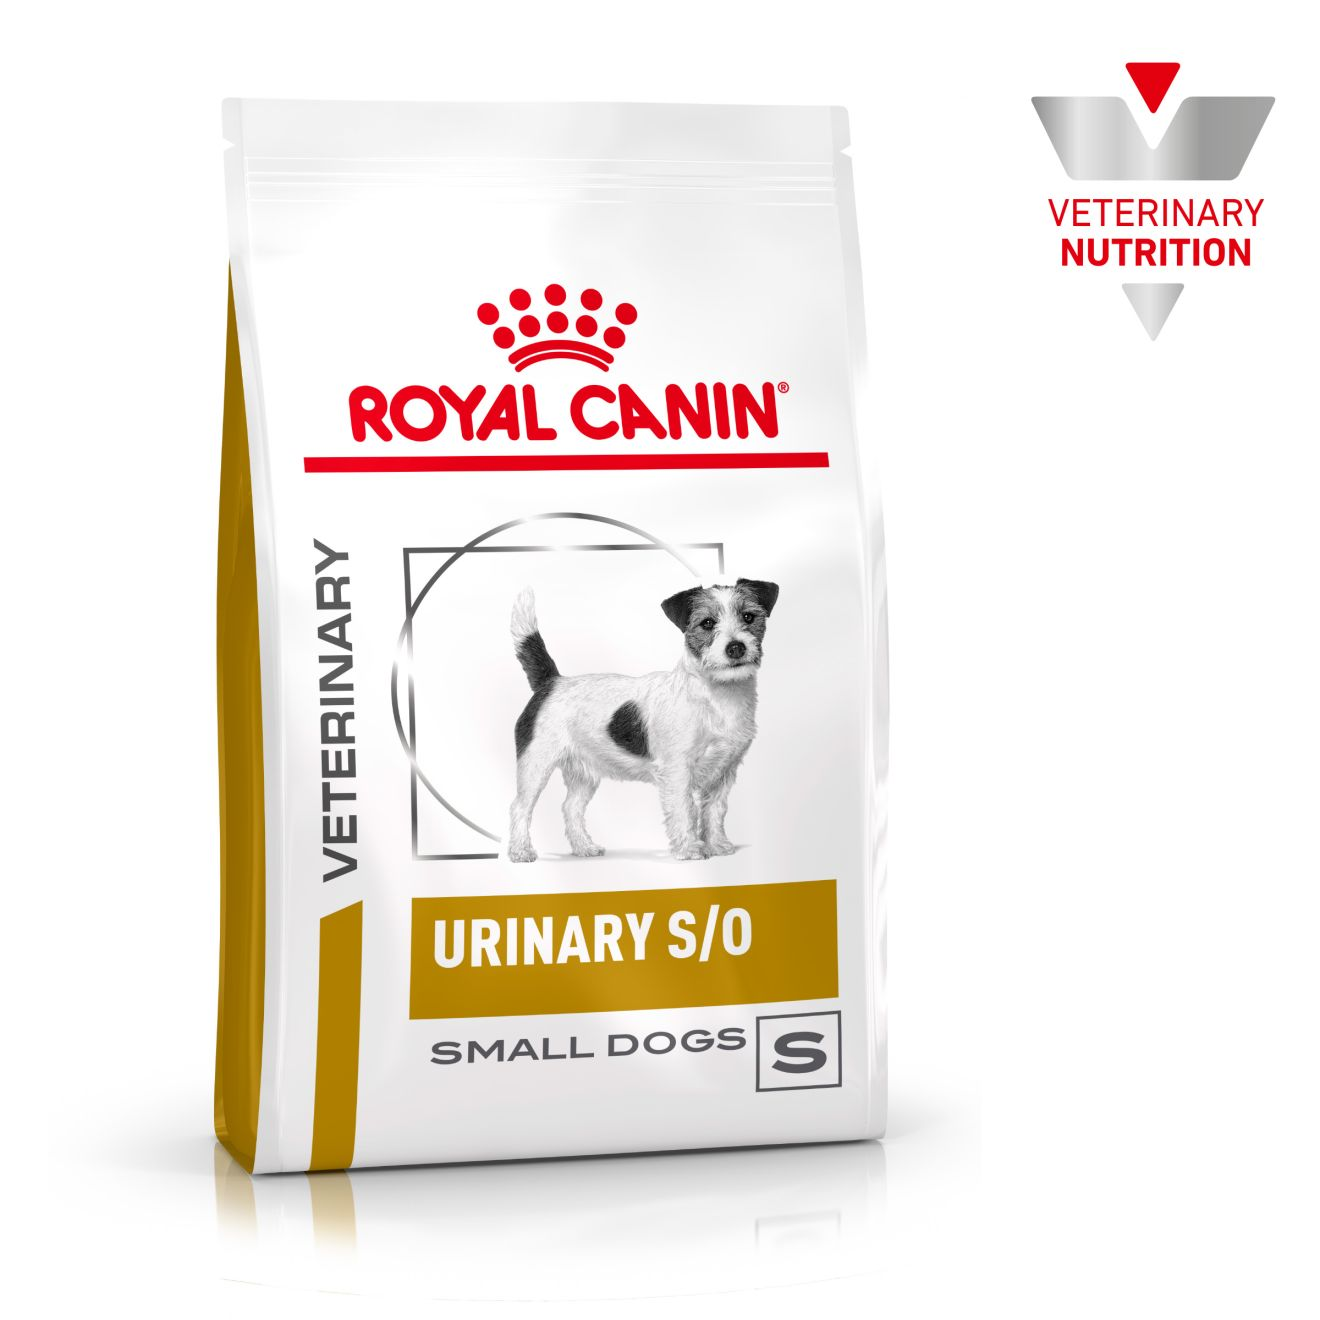 VETERINARY
NUTRITION
ROYAL CANIN®
VETERINARY
URINARY S/O
SMALL DOGS S